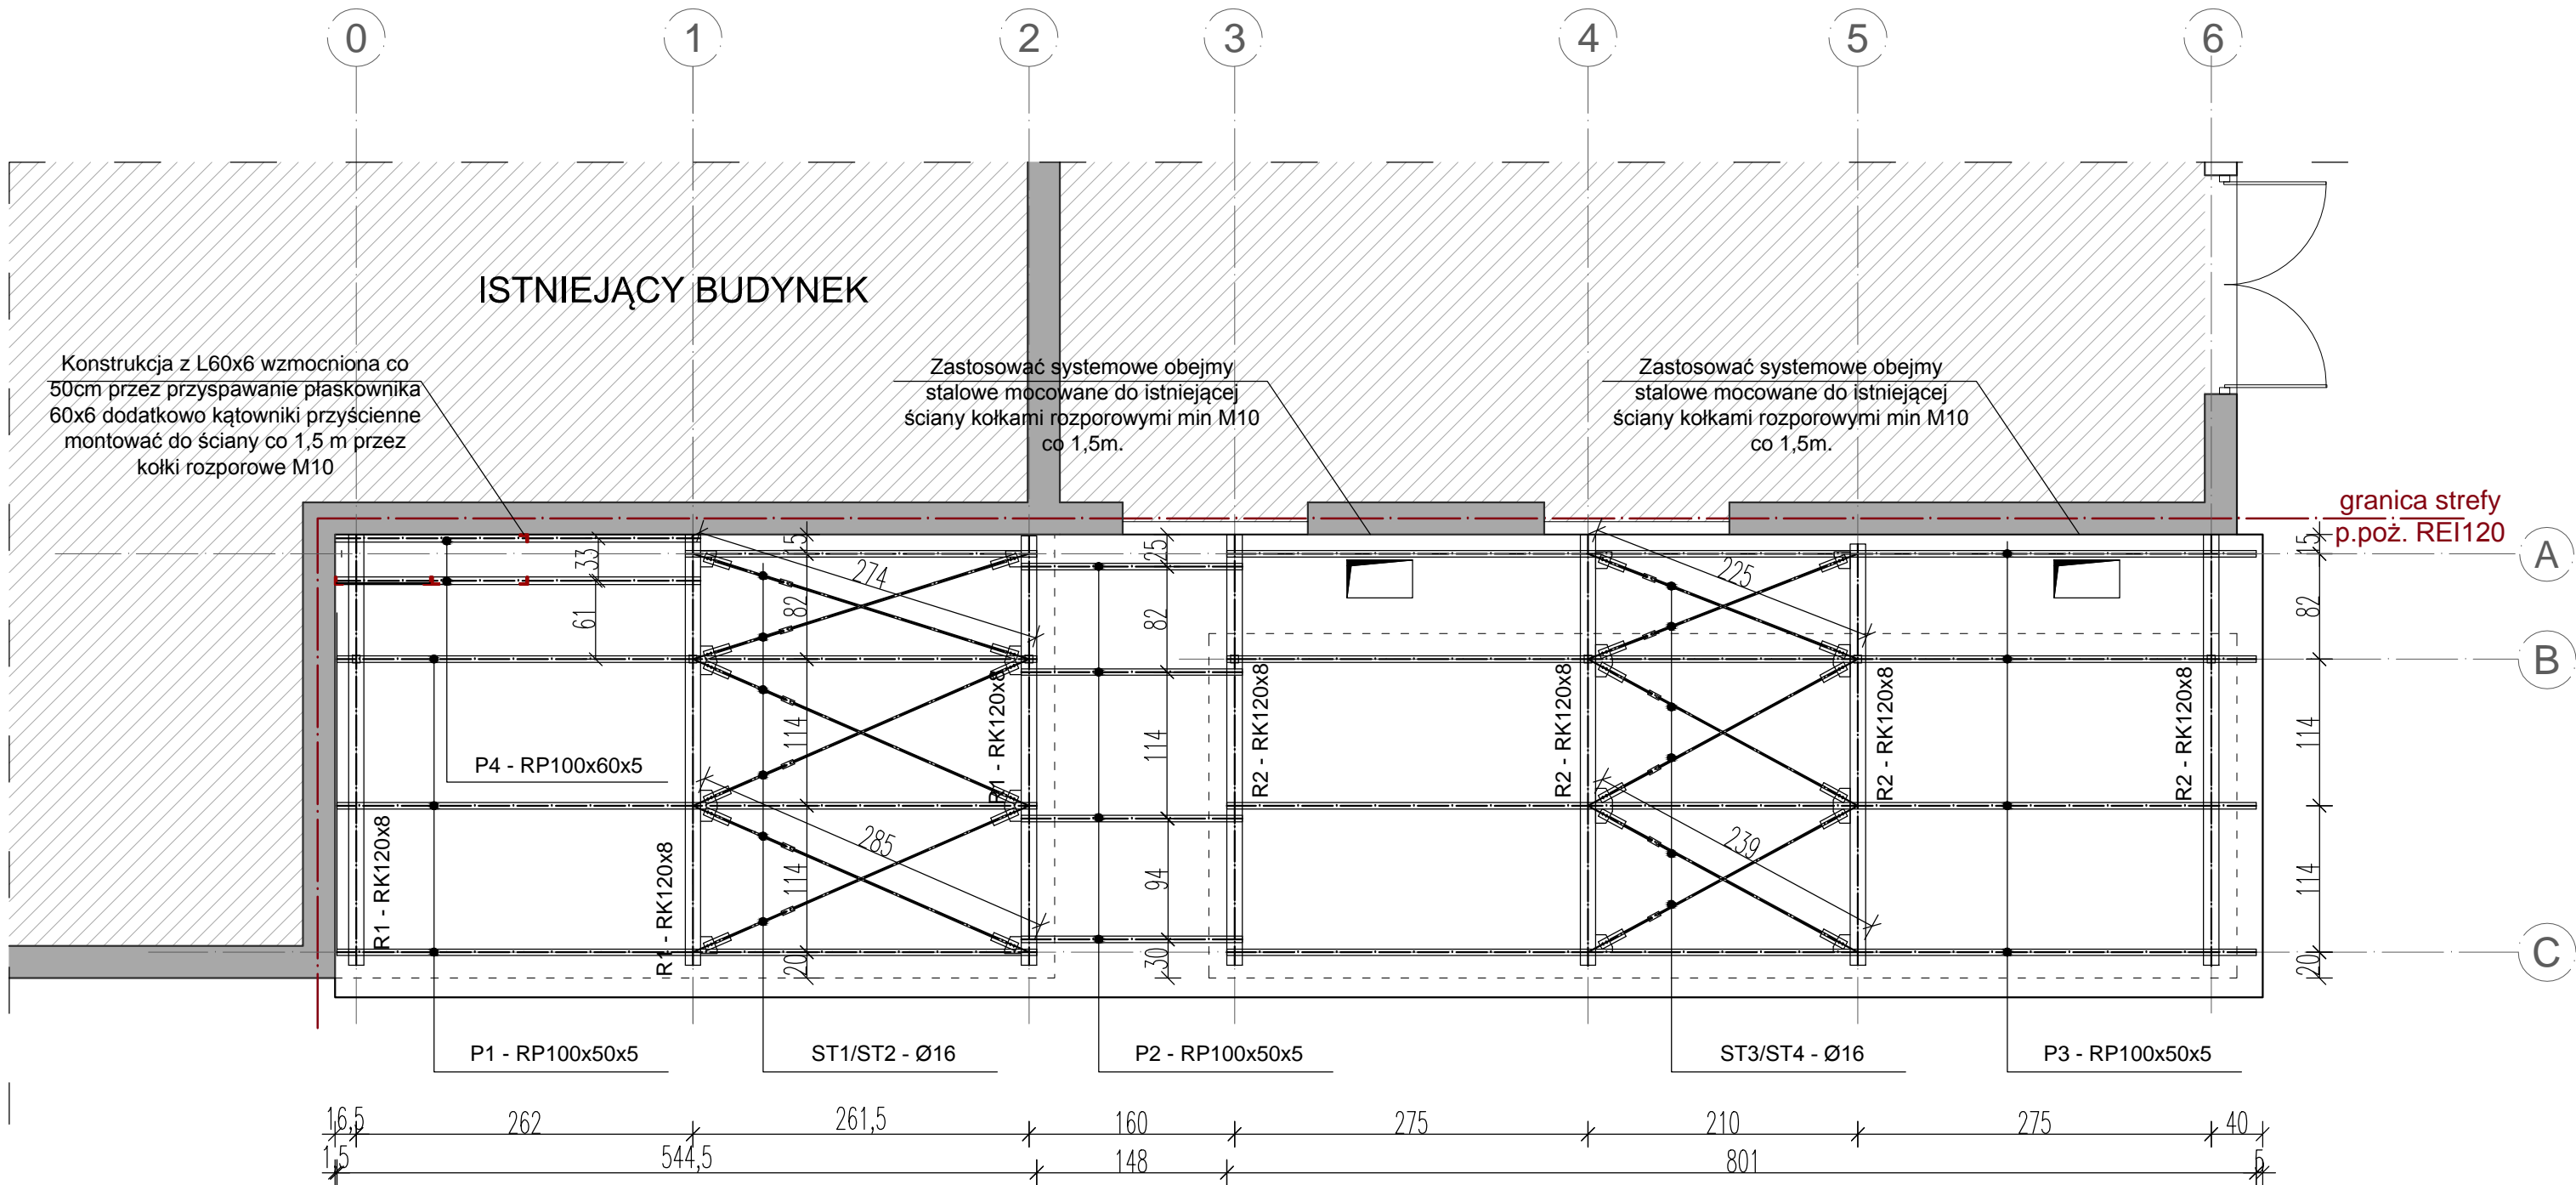 0
1
2
3
4
5
6
ISTNIEJĄCY BUDYNEK
Konstrukcja z L60x6 wzmocniona co
50cm przez przyspawanie płaskownika
60x6 dodatkowo kątowniki przyścienne
montować do ściany co 1,5 m przez
kołki rozporowe M10
Zastosować systemowe obejmy
stalowe mocowane do istniejącej
ściany kołkami rozporowymi min M10
co 1,5m.
Zastosować systemowe obejmy
stalowe mocowane do istniejącej
ściany kołkami rozporowymi min M10
co 1,5m.
granica strefy
p.poż. REI120
A
B
C
33
61
15
82
114
114
20
274
285
25
82
114
94
30
225
239
15
82
114
114
20
R1 - RK120x8
R1 - RK120x8
R1 - RK120x8
R2 - RK120x8
R2 - RK120x8
R2 - RK120x8
R2 - RK120x8
P4 - RP100x60x5
P1 - RP100x50x5
ST1/ST2 - Ø16
P2 - RP100x50x5
ST3/ST4 - Ø16
P3 - RP100x50x5
16,5
262
261,5
160
275
210
275
40
1,5
544,5
148
801
5